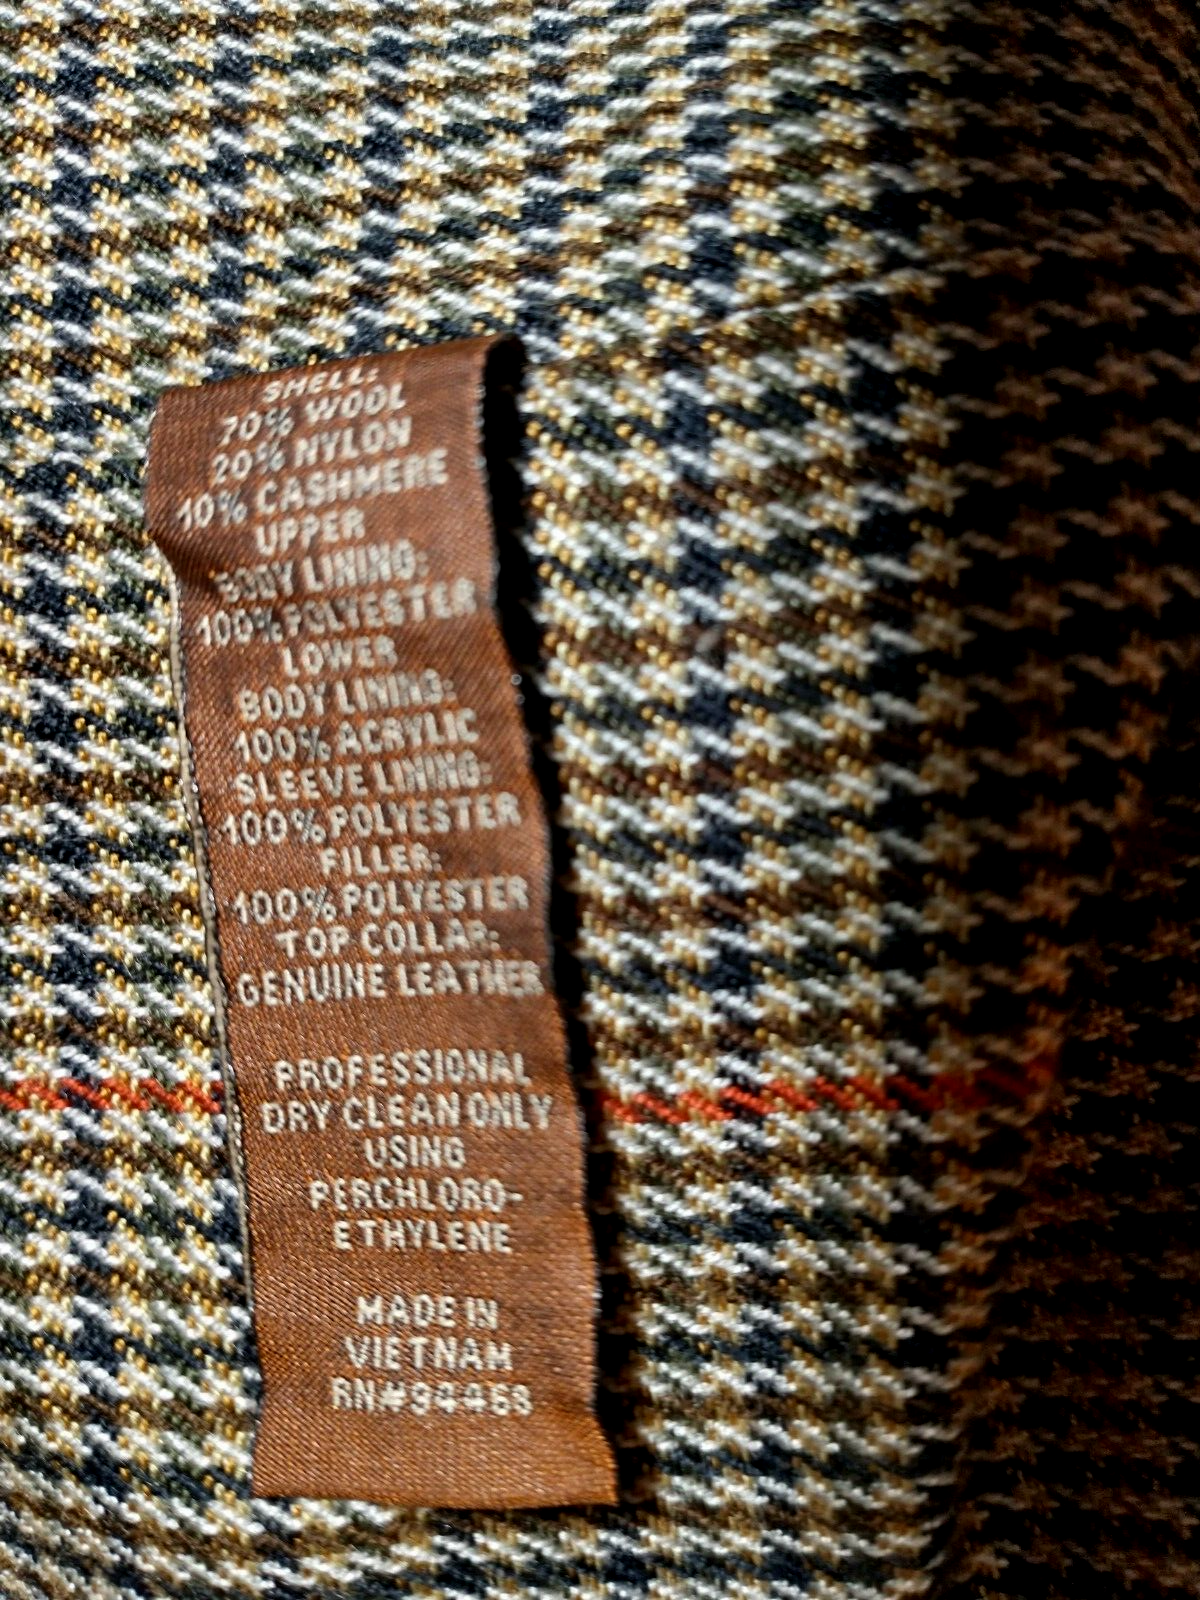 SHELL:
70% WOOL
20% NYLON
10% CASHMERE
UPPER
BODY LINING:
100% POLYESTER
LOWER
BODY LINING:
100% ACRYLIC
SLEEVE LINING:
100% POLYESTER
FILLER:
100% POLYESTER
TOP COLLAR:
GENUINE LEATHER
PROFESSIONAL
DRY CLEAN ONLY
USING
PERCHLORO-
ETHYLENE
MADE IN
VIETNAM